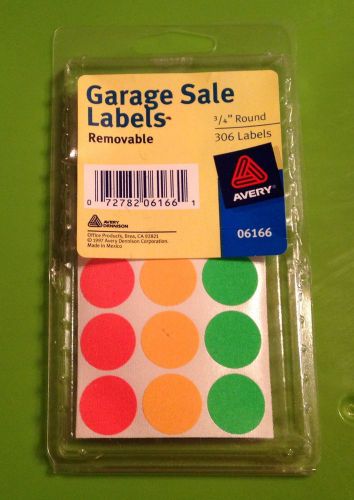 Garage Sale
Labels™
Removable
3/4" Round
306 Labels
0 72782 06166 1
AVERY
06166
AVERY
DENNISON
Office Products, Brea, CA 92821
© 1997 Avery Dennison Corporation.
Made in Mexico